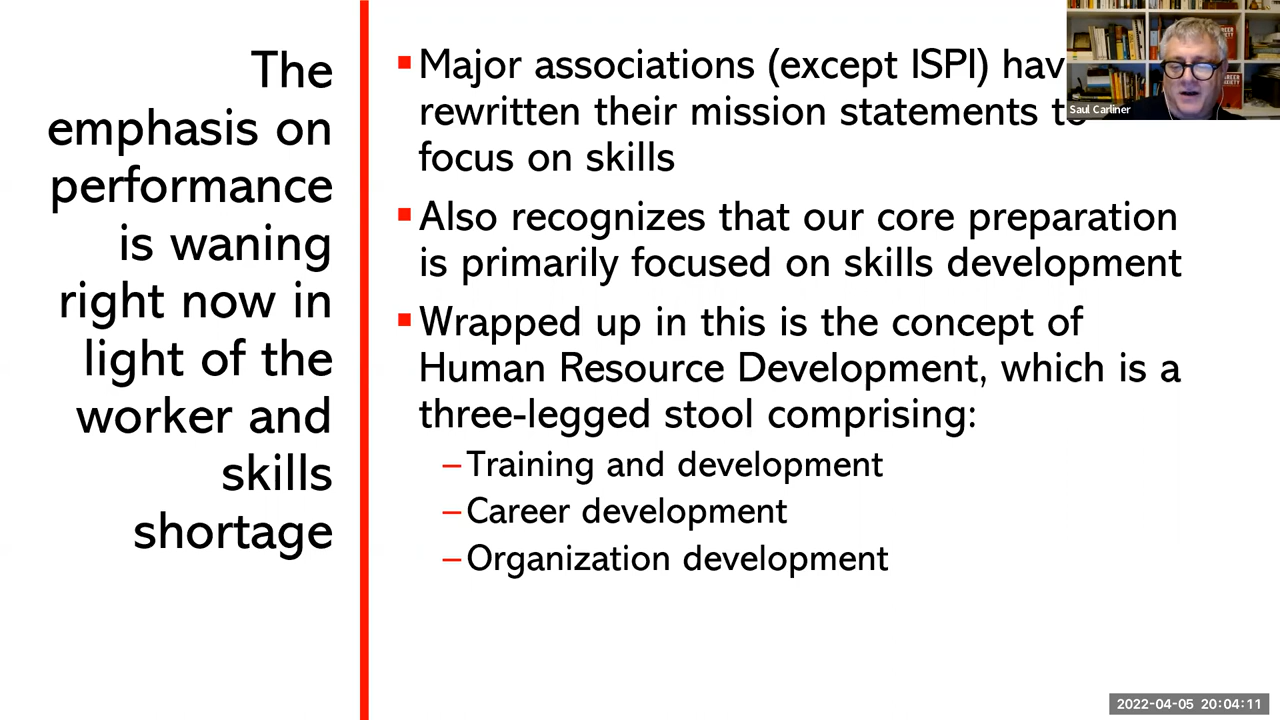 The
emphasis on
performance
is waning
right now in
light of the
worker and
skills
shortage
Major associations (except ISPI) hav
rewritten their mission statements to
focus on skills
Also recognizes that our core preparation
is primarily focused on skills development
Wrapped up in this is the concept of
Human Resource Development, which is a
three-legged stool comprising:
–Training and development
–Career development
–Organization development
Saul Carliner
2022-04-05 20:04:11